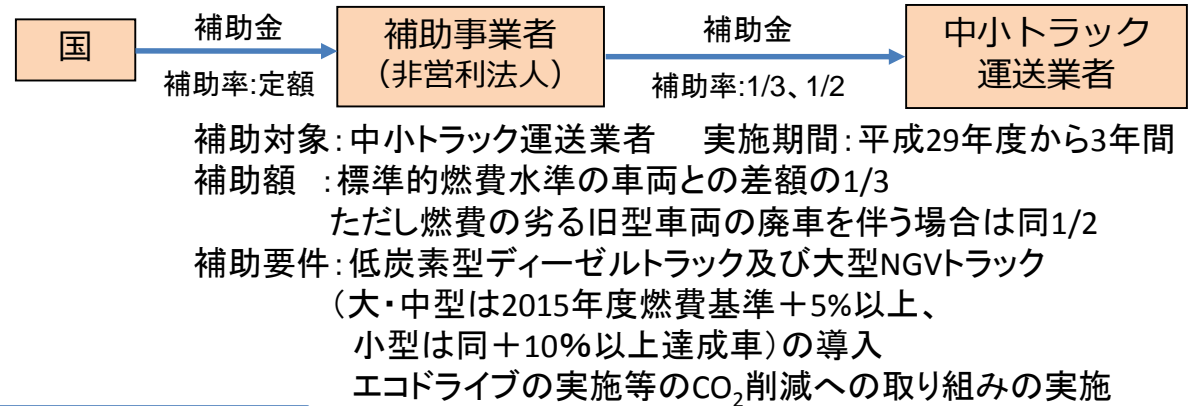 国
補助金
補助率:定額
補助事業者
（非営利法人）
補助金
補助率:1/3、1/2
中小トラック
運送業者
補助対象：中小トラック運送業者　実施期間：平成29年度から3年間
補助額　：標準的燃費水準の車両との差額の1/3
ただし燃費の劣る旧型車両の廃車を伴う場合は同1/2
補助要件：低炭素型ディーゼルトラック及び大型NGVトラック
（大・中型は2015年度燃費基準＋5%以上、
小型は同＋10％以上達成車）の導入
エコドライブの実施等のCO₂削減への取り組みの実施